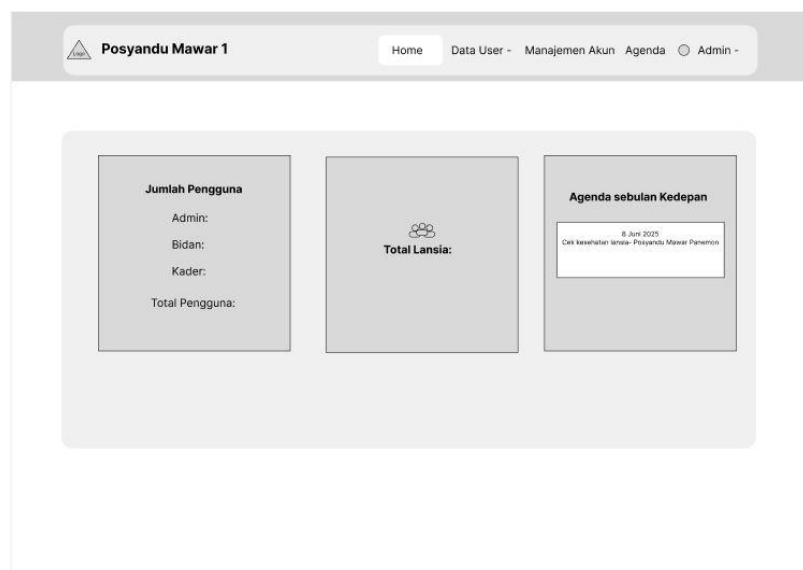 Logo
Posyandu Mawar 1
Home
Data User -
Manajemen Akun
Agenda
Admin -
Jumlah Pengguna
Admin:
Bidan:
Kader:
Total Pengguna:
Total Lansia:
Agenda sebulan Kedepan
8 Juni 2025
Cek kesehatan lansia- Posyandu Mawar Panemon